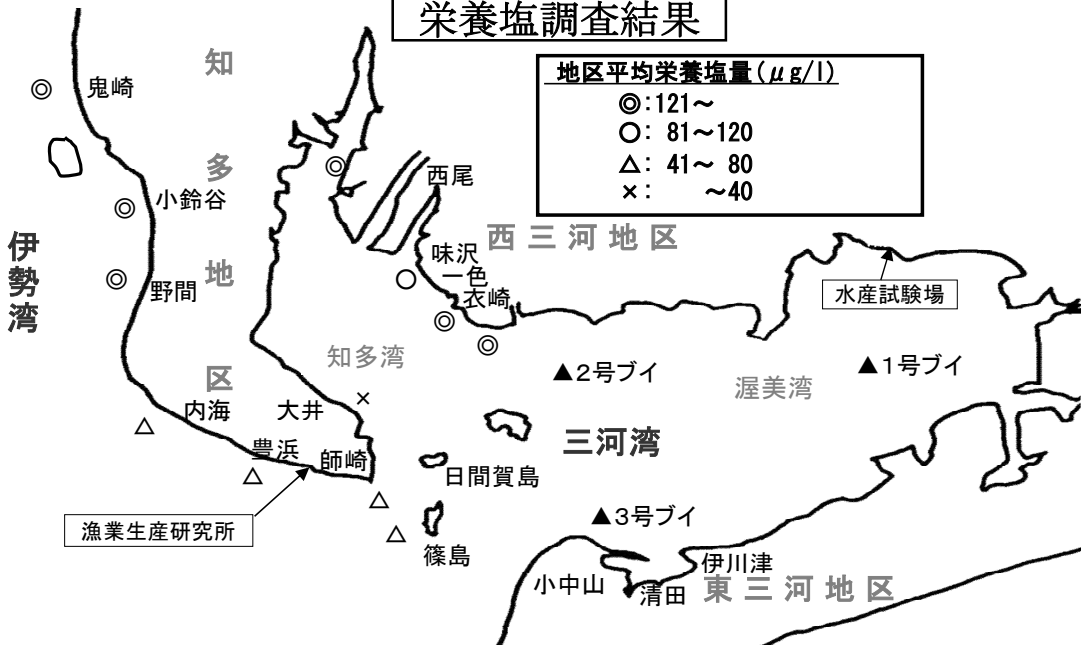 栄養塩調査結果
地区平均栄養塩量(μg/l)
◎:121~
○: 81~120
△: 41~ 80
×: ~40
知多地区
鬼崎
小鈴谷
野間
伊勢湾
内海
大井
豊浜
師崎
漁業生産研究所
知多湾
西尾
味沢
一色
衣崎
西三河地区
水産試験場
▲2号ブイ
▲1号ブイ
渥美湾
三河湾
日間賀島
篠島
▲3号ブイ
小中山
清田
伊川津
東三河地区